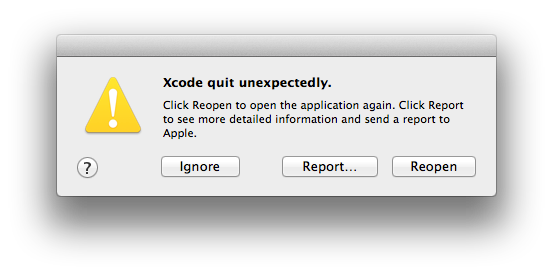 Xcode quit unexpectedly.
Click Reopen to open the application again. Click Report
to see more detailed information and send a report to
Apple.
?
Ignore
Report...
Reopen